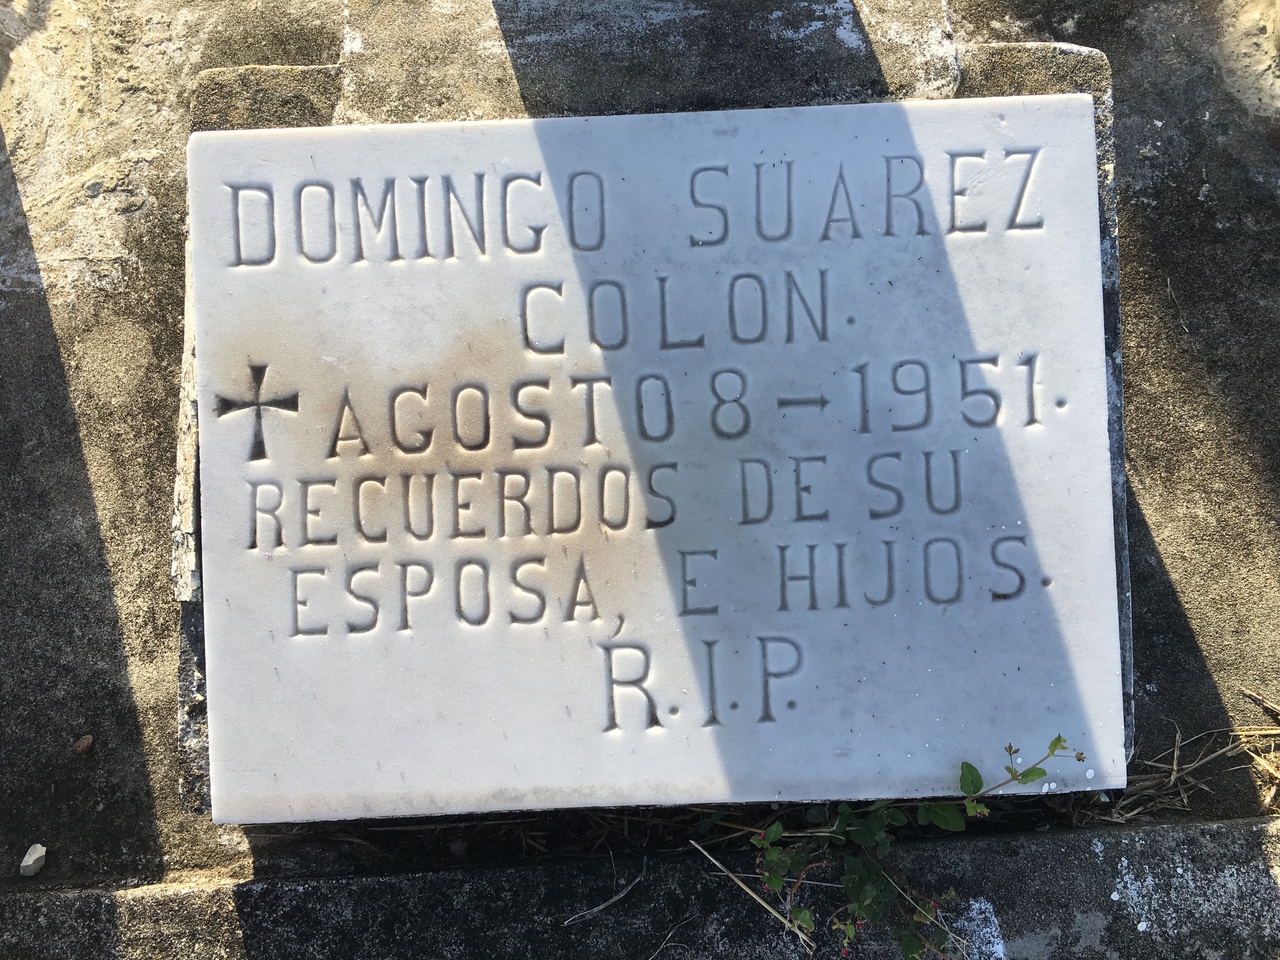 DOMINGO SUAREZ
COLON.
✝ AGOSTO 8 - 1951.
RECUERDOS DE SU
ESPOSA, E HIJOS.
R.I.P.